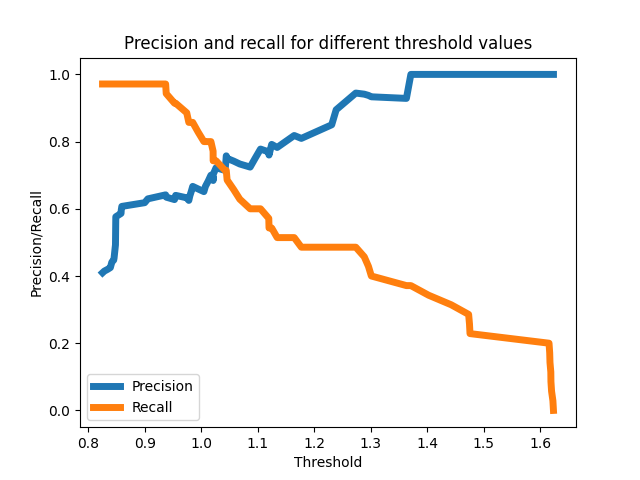 Precision and recall for different threshold values
Precision/Recall
1.0
0.8
0.6
0.4
0.2
0.0
Precision
Recall
0.8 0.9 1.0 1.1 1.2 1.3 1.4 1.5 1.6
Threshold